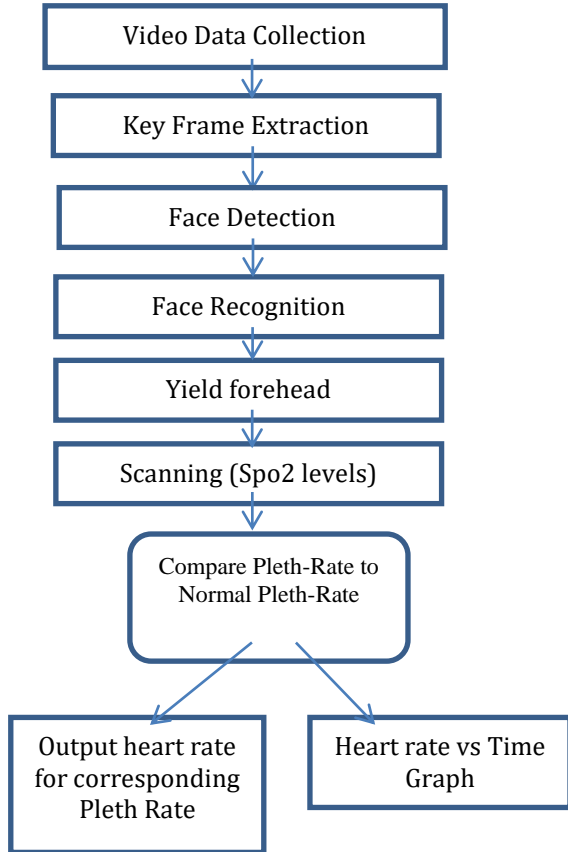 Video Data Collection
Key Frame Extraction
Face Detection
Face Recognition
Yield forehead
Scanning (Spo2 levels)
Compare Pleth-Rate to
Normal Pleth-Rate
Output heart rate
for corresponding
Pleth Rate
Heart rate vs Time
Graph